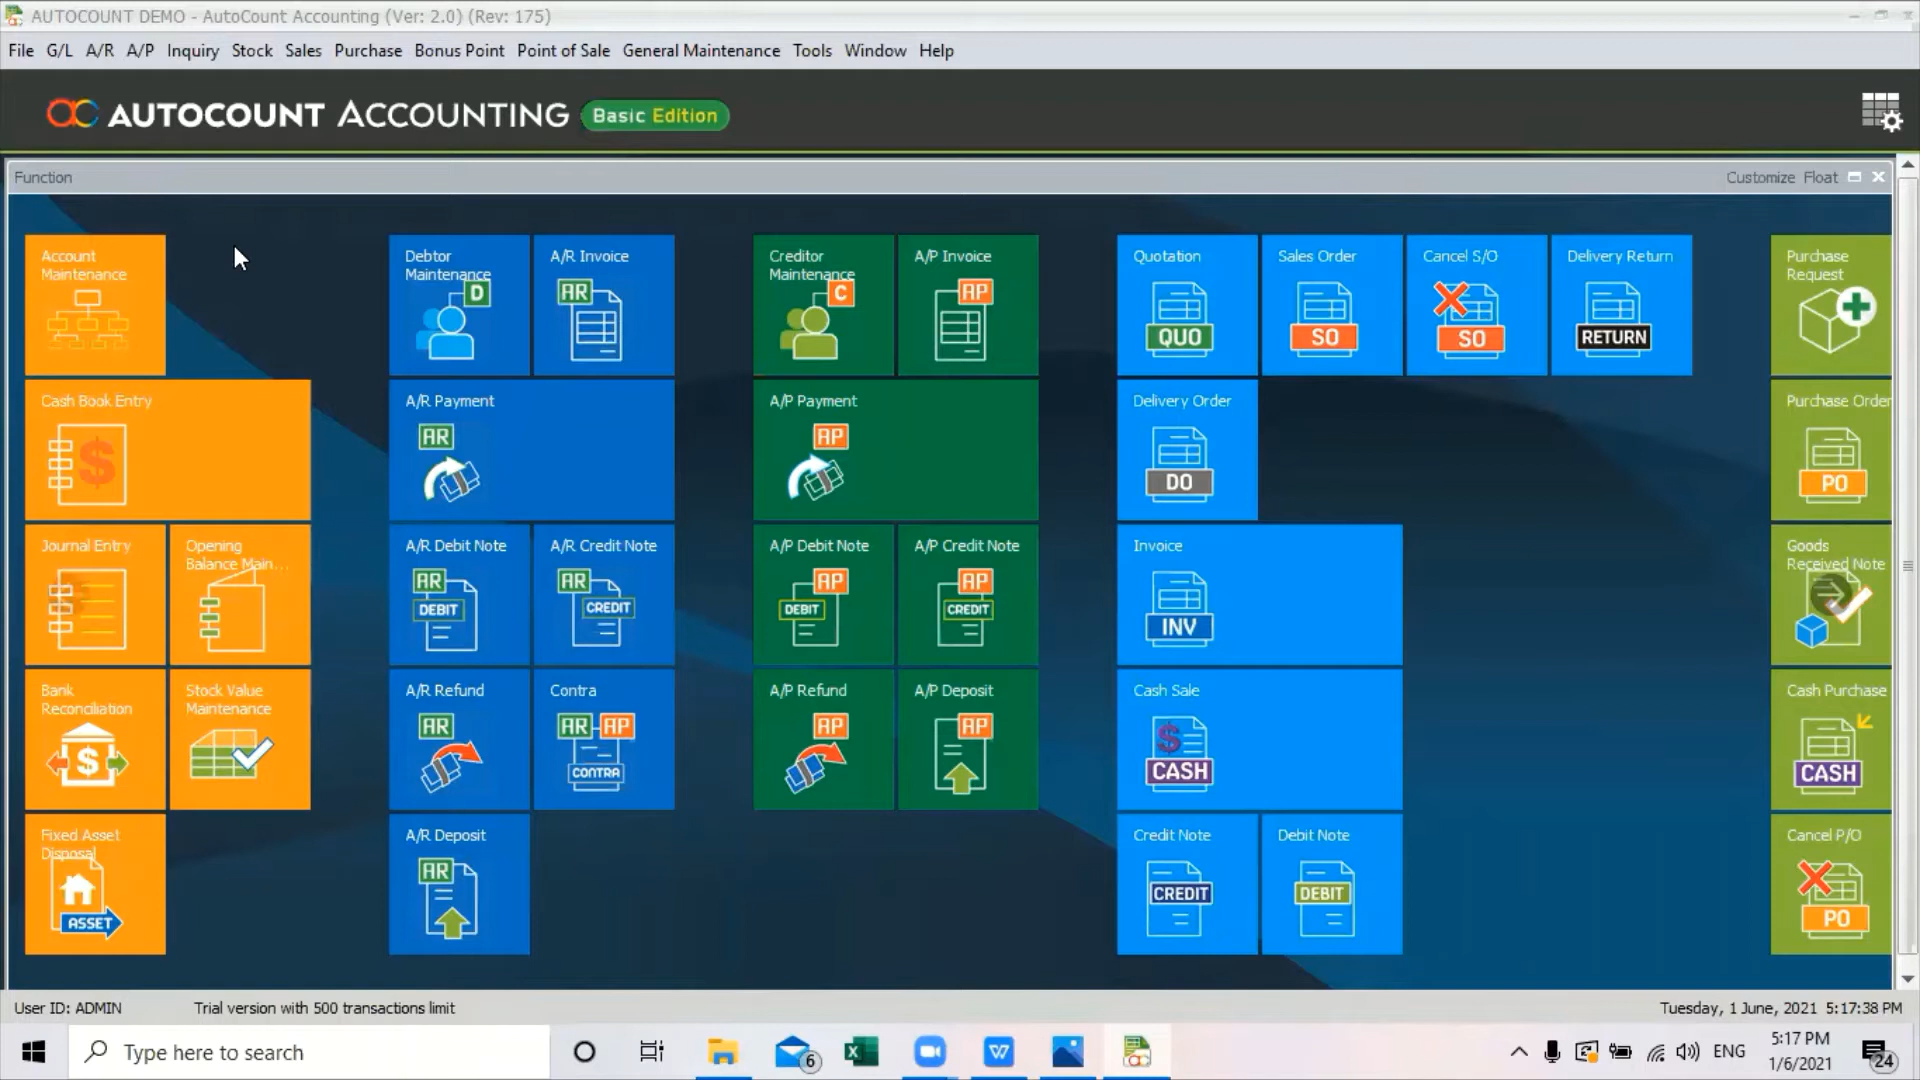 AUTOCOUNT DEMO - AutoCount Accounting (Ver: 2.0) (Rev: 175)
File G/L A/R A/P Inquiry Stock Sales Purchase Bonus Point Point of Sale General Maintenance Tools Window Help
AUTOCOUNT ACCOUNTING Basic Edition
Function Customize Float
Account
Maintenance
Debtor
Maintenance
D
A/R Invoice
AR
Creditor
Maintenance
C
A/P Invoice
AP
Quotation
QUO
Sales Order
SO
Cancel S/O
SO
Delivery Return
RETURN
Purchase
Request
Cash Book Entry
$
A/R Payment
AR
A/P Payment
AP
Delivery Order
DO
Purchase Order
PO
Journal Entry
Opening
Balance Main...
A/R Debit Note
AR
DEBIT
A/R Credit Note
AR
CREDIT
A/P Debit Note
AP
DEBIT
A/P Credit Note
AP
CREDIT
Invoice
INV
Goods
Received Note
Bank
Reconciliation
$
Stock Value
Maintenance
A/R Refund
AR
Contra
AR AP
CONTRA
A/P Refund
AP
A/P Deposit
AP
Cash Sale
$
CASH
Cash Purchase
CASH
Fixed Asset
Disposal
ASSET
A/R Deposit
AR
Credit Note
CREDIT
Debit Note
DEBIT
Cancel P/O
PO
User ID: ADMIN Trial version with 500 transactions limit Tuesday, 1 June, 2021 5:17:38 PM
Type here to search
6
ENG
5:17 PM
1/6/2021
24